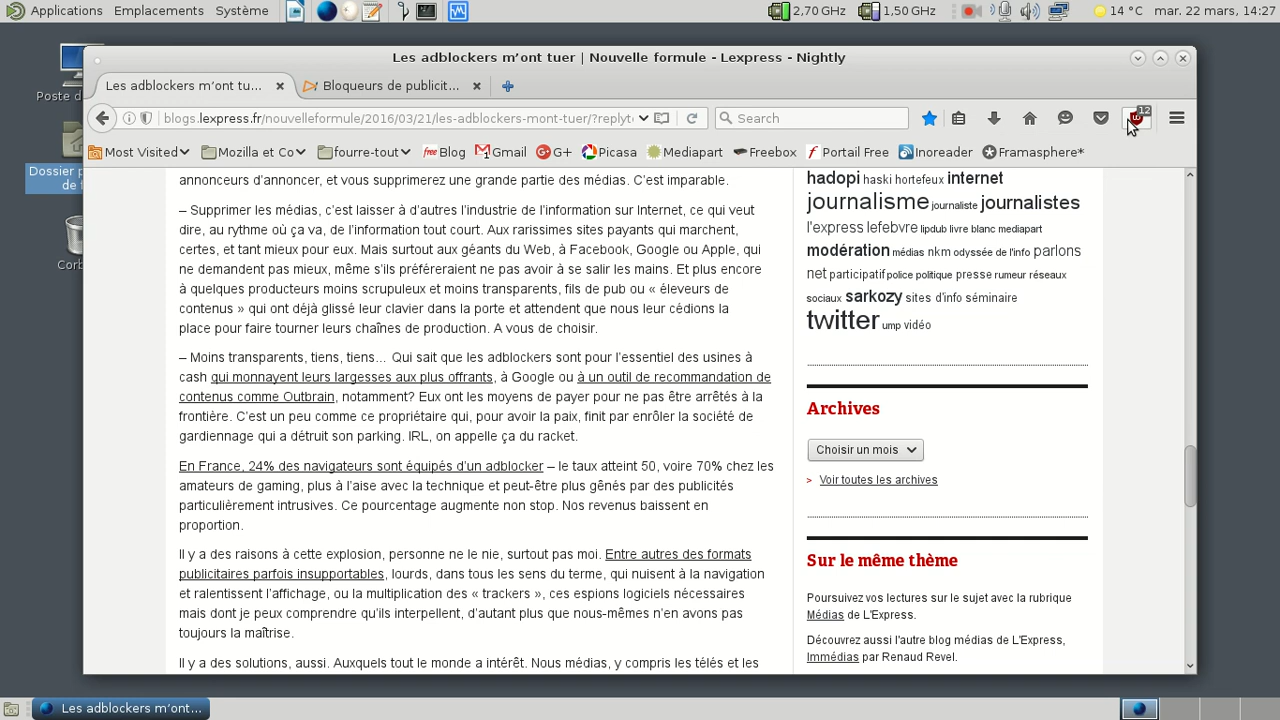 Applications Emplacements Système 2,70 GHz 1,50 GHz 14 °C mar. 22 mars, 14:27
Les adblockers m’ont tuer | Nouvelle formule - Lexpress - Nightly
Les adblockers m’ont tu... Bloqueurs de publicit...
blogs.lexpress.fr/nouvelleformule/2016/03/21/les-adblockers-mont-tuer/?replyt Search 12
Most Visited Mozilla et Co fourre-tout free Blog Gmail G+ Picasa Mediapart Freebox Portail Free Inoreader Framasphere*
Poste d
Dossier p
de f
Corb
annonceurs d’annoncer, et vous supprimerez une grande partie des médias. C’est imparable.
– Supprimer les médias, c’est laisser à d’autres l’industrie de l’information sur Internet, ce qui veut
dire, au rythme où ça va, de l’information tout court. Aux rarissimes sites payants qui marchent,
certes, et tant mieux pour eux. Mais surtout aux géants du Web, à Facebook, Google ou Apple, qui
ne demandent pas mieux, même s’ils préféreraient ne pas avoir à se salir les mains. Et plus encore
à quelques producteurs moins scrupuleux et moins transparents, fils de pub ou « éleveurs de
contenus » qui ont déjà glissé leur clavier dans la porte et attendent que nous leur cédions la
place pour faire tourner leurs chaînes de production. A vous de choisir.
– Moins transparents, tiens, tiens… Qui sait que les adblockers sont pour l’essentiel des usines à
cash qui monnayent leurs largesses aux plus offrants, à Google ou à un outil de recommandation de
contenus comme Outbrain, notamment? Eux ont les moyens de payer pour ne pas être arrêtés à la
frontière. C’est un peu comme ce propriétaire qui, pour avoir la paix, finit par enrôler la société de
gardiennage qui a détruit son parking. IRL, on appelle ça du racket.
En France, 24% des navigateurs sont équipés d’un adblocker – le taux atteint 50, voire 70% chez les
amateurs de gaming, plus à l’aise avec la technique et peut-être plus gênés par des publicités
particulièrement intrusives. Ce pourcentage augmente non stop. Nos revenus baissent en
proportion.
Il y a des raisons à cette explosion, personne ne le nie, surtout pas moi. Entre autres des formats
publicitaires parfois insupportables, lourds, dans tous les sens du terme, qui nuisent à la navigation
et ralentissent l’affichage, ou la multiplication des « trackers », ces espions logiciels nécessaires
mais dont je peux comprendre qu’ils interpellent, d’autant plus que nous-mêmes n’en avons pas
toujours la maîtrise.
Il y a des solutions, aussi. Auxquels tout le monde a intérêt. Nous médias, y compris les télés et les
hadopi haski hortefeux internet
journalisme journaliste journalistes
l'express lefebvre lipdub livre blanc mediapart
modération médias nkm odyssée de l'info parlons
net participatif police politique presse rumeur réseaux
sociaux sarkozy sites d'info séminaire
twitter ump vidéo
Archives
Choisir un mois
> Voir toutes les archives
Sur le même thème
Poursuivez vos lectures sur le sujet avec la rubrique
Médias de L'Express.
Découvrez aussi l'autre blog médias de L'Express,
Immédias par Renaud Revel.
Les adblockers m’ont...